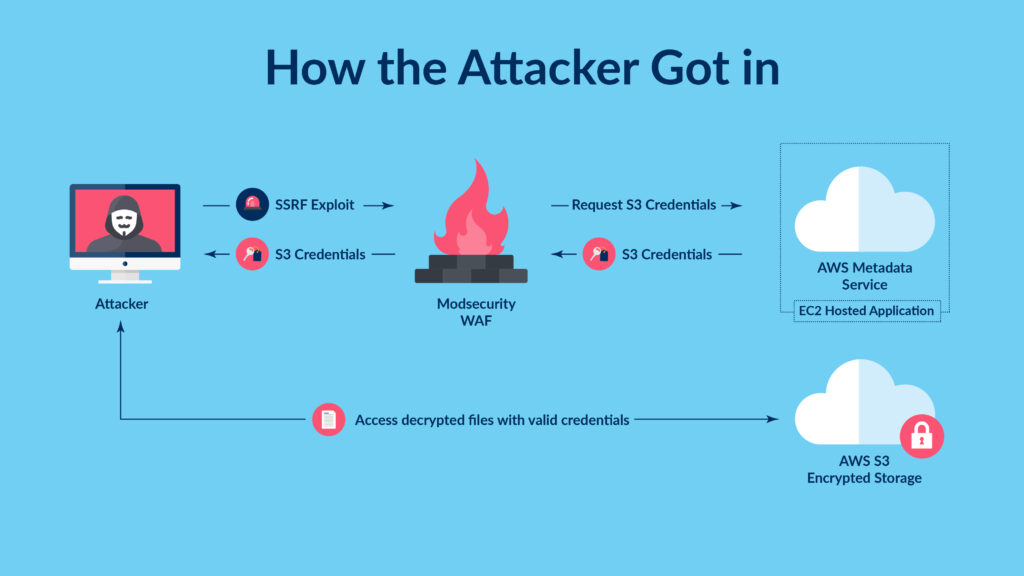 How the Attacker Got in
SSRF Exploit
Request S3 Credentials
S3 Credentials
S3 Credentials
Attacker
Modsecurity
WAF
AWS Metadata
Service
EC2 Hosted Application
Access decrypted files with valid credentials
AWS S3
Encrypted Storage